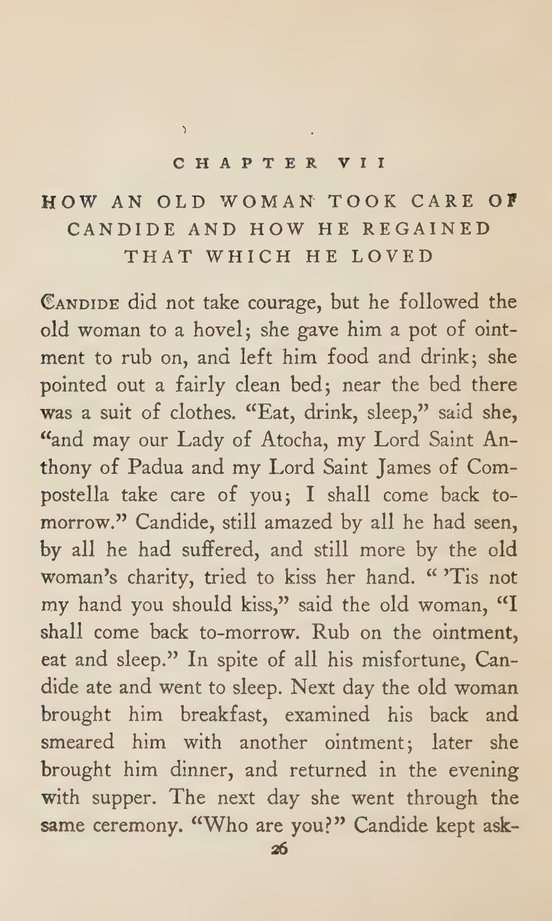 CHAPTER VII
HOW AN OLD WOMAN TOOK CARE OF
CANDIDE AND HOW HE REGAINED
THAT WHICH HE LOVED
CANDIDE did not take courage, but he followed the
old woman to a hovel; she gave him a pot of oint-
ment to rub on, and left him food and drink; she
pointed out a fairly clean bed; near the bed there
was a suit of clothes. “Eat, drink, sleep,” said she,
“and may our Lady of Atocha, my Lord Saint An-
thony of Padua and my Lord Saint James of Com-
postella take care of you; I shall come back to-
morrow.” Candide, still amazed by all he had seen,
by all he had suffered, and still more by the old
woman’s charity, tried to kiss her hand. “ ’Tis not
my hand you should kiss,” said the old woman, “I
shall come back to-morrow. Rub on the ointment,
eat and sleep.” In spite of all his misfortune, Can-
dide ate and went to sleep. Next day the old woman
brought him breakfast, examined his back and
smeared him with another ointment; later she
brought him dinner, and returned in the evening
with supper. The next day she went through the
same ceremony. “Who are you?” Candide kept ask-
26